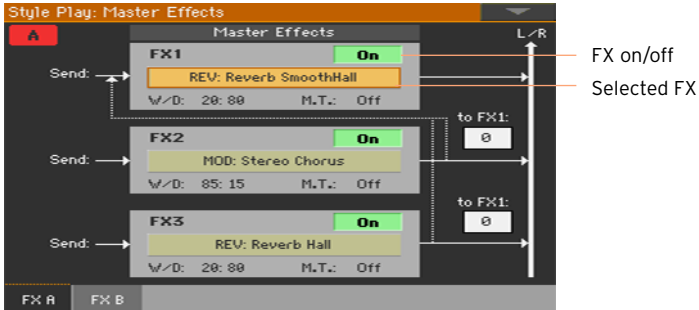 Style Play: Master Effects
A
Master Effects
L/R
FX1
On
FX on/off
Send:
REV: Reverb SmoothHall
Selected FX
W/D: 20:80 M.T.: Off
to FX1:
0
FX2
On
Send:
MOD: Stereo Chorus
W/D: 85:15 M.T.: Off
to FX1:
0
FX3
On
Send:
REV: Reverb Hall
W/D: 20:80 M.T.: Off
FX A FX B